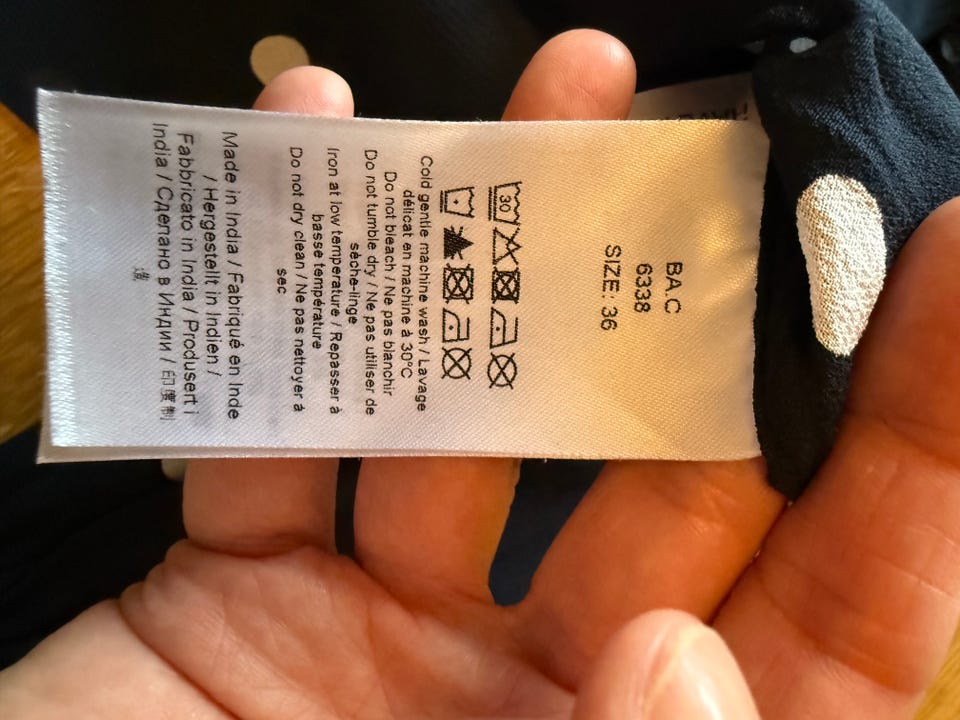 BA.C
6338
SIZE: 36
30
Cold gentle machine wash / Lavage
délicat en machine à 30°C
Do not bleach / Ne pas blanchir
Do not tumble dry / Ne pas utiliser de
sèche-linge
Iron at low temperature / Repasser à
basse température
Do not dry clean / Ne pas nettoyer à
sec
Made in India / Fabriqué en Inde
/ Hergestellt in Indien /
Fabbricato in India / Produsert i
India / Сделано в Индии / 印度制
造